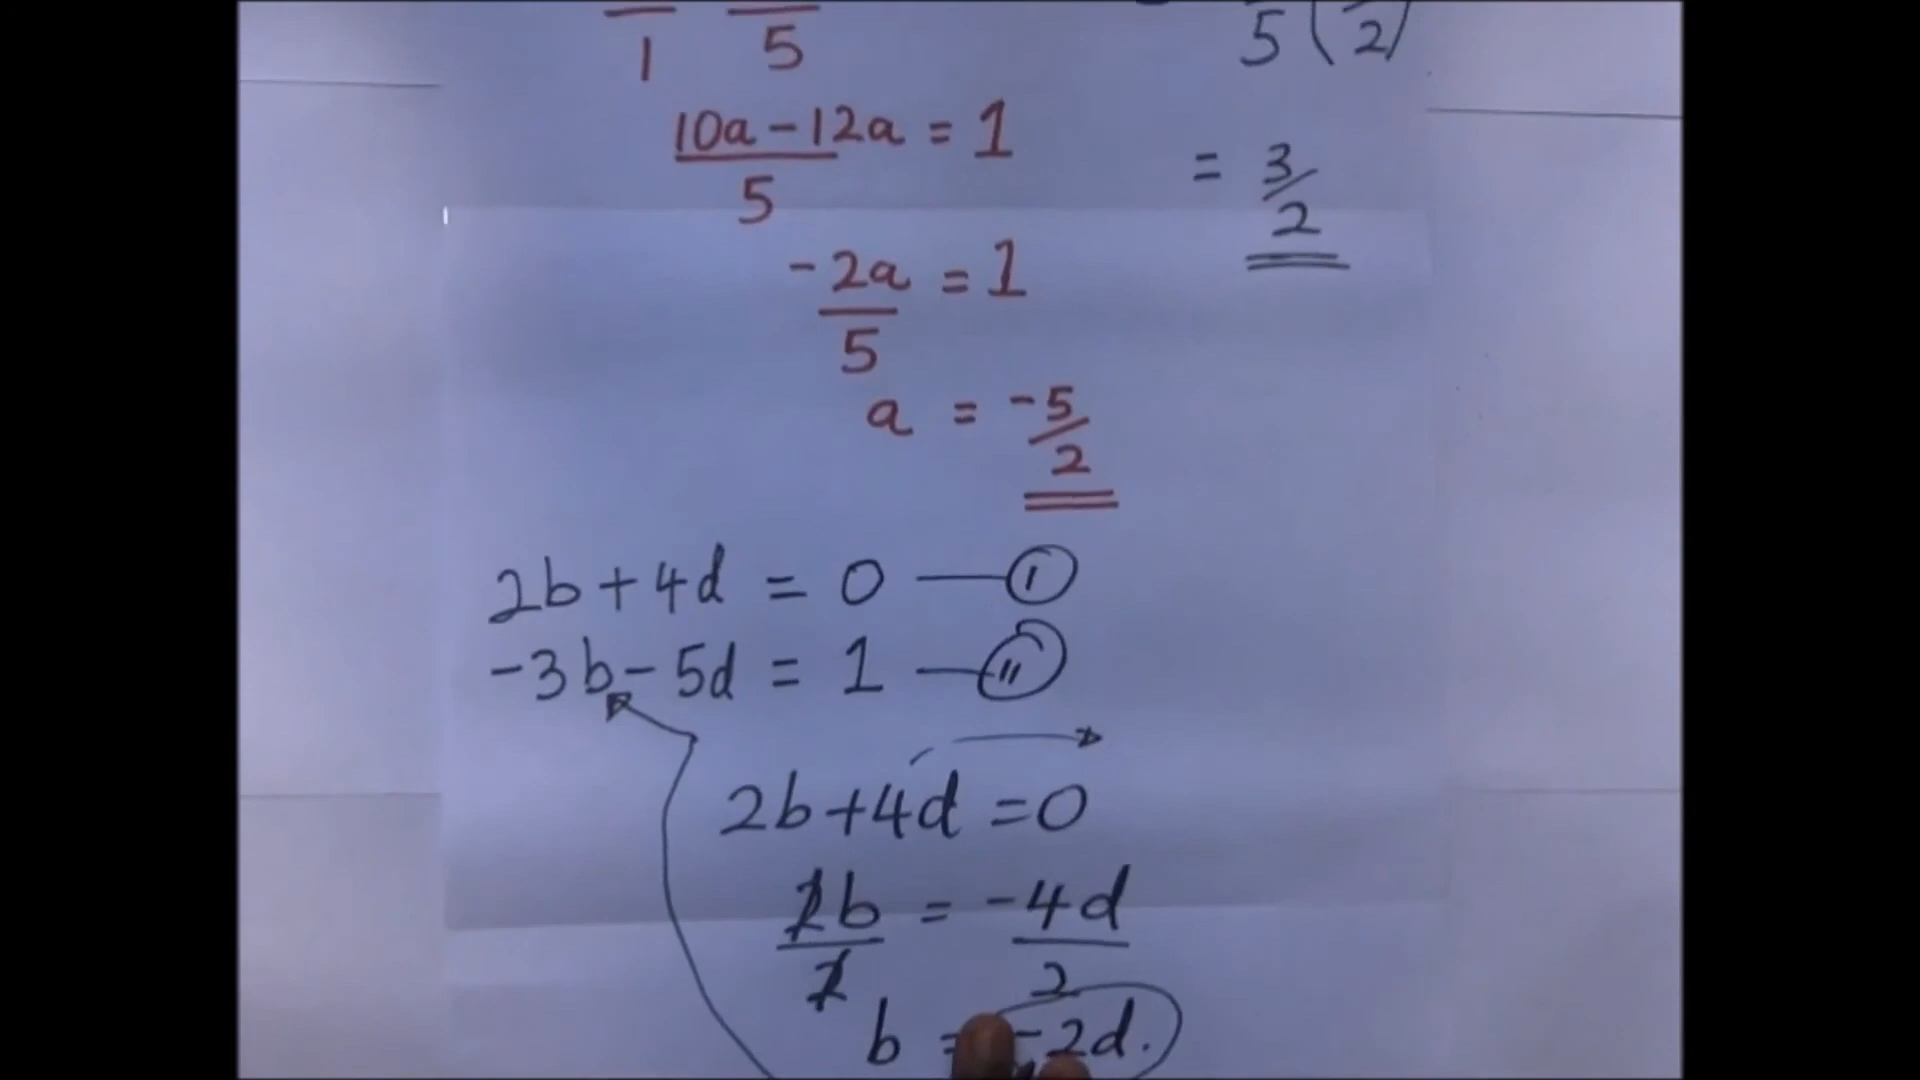 1 5
5 ( 2)
10a - 12a = 1
5
= 3/2
-2a = 1
5
a = -5/2
2b + 4d = 0 — (I)
-3b - 5d = 1 — (II)
2b + 4d = 0
2b = -4d
2 2
b = -2d.